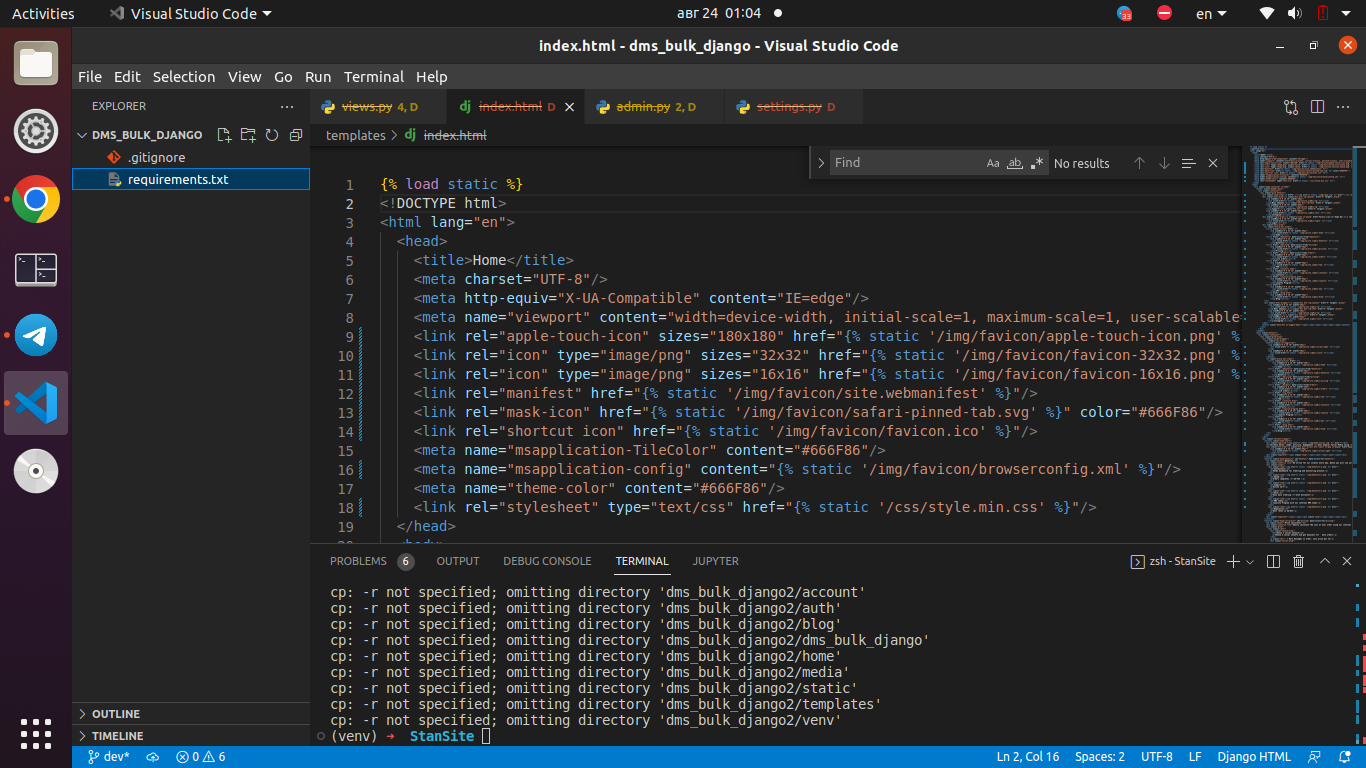 Activities
Visual Studio Code
авг 24 01:04
33
en
index.html - dms_bulk_django - Visual Studio Code
File Edit Selection View Go Run Terminal Help
EXPLORER
views.py 4, D
index.html D
admin.py 2, D
settings.py D
DMS_BULK_DJANGO
templates > index.html
.gitignore
requirements.txt
Find
Aa
ab
No results
1 {% load static %}
2 <!DOCTYPE html>
3 <html lang="en">
4 <head>
5 <title>Home</title>
6 <meta charset="UTF-8"/>
7 <meta http-equiv="X-UA-Compatible" content="IE=edge"/>
8 <meta name="viewport" content="width=device-width, initial-scale=1, maximum-scale=1, user-scalable
9 <link rel="apple-touch-icon" sizes="180x180" href="{% static '/img/favicon/apple-touch-icon.png' %
10 <link rel="icon" type="image/png" sizes="32x32" href="{% static '/img/favicon/favicon-32x32.png' %
11 <link rel="icon" type="image/png" sizes="16x16" href="{% static '/img/favicon/favicon-16x16.png' %
12 <link rel="manifest" href="{% static '/img/favicon/site.webmanifest' %}"/>
13 <link rel="mask-icon" href="{% static '/img/favicon/safari-pinned-tab.svg' %}" color="#666F86"/>
14 <link rel="shortcut icon" href="{% static '/img/favicon/favicon.ico' %}"/>
15 <meta name="msapplication-TileColor" content="#666F86"/>
16 <meta name="msapplication-config" content="{% static '/img/favicon/browserconfig.xml' %}"/>
17 <meta name="theme-color" content="#666F86"/>
18 <link rel="stylesheet" type="text/css" href="{% static '/css/style.min.css' %}"/>
19 </head>
PROBLEMS 6 OUTPUT DEBUG CONSOLE TERMINAL JUPYTER
zsh - StanSite
cp: -r not specified; omitting directory 'dms_bulk_django2/account'
cp: -r not specified; omitting directory 'dms_bulk_django2/auth'
cp: -r not specified; omitting directory 'dms_bulk_django2/blog'
cp: -r not specified; omitting directory 'dms_bulk_django2/dms_bulk_django'
cp: -r not specified; omitting directory 'dms_bulk_django2/home'
cp: -r not specified; omitting directory 'dms_bulk_django2/media'
cp: -r not specified; omitting directory 'dms_bulk_django2/static'
cp: -r not specified; omitting directory 'dms_bulk_django2/templates'
cp: -r not specified; omitting directory 'dms_bulk_django2/venv'
(venv) → StanSite
OUTLINE
TIMELINE
dev* 0 6
Ln 2, Col 16 Spaces: 2 UTF-8 LF Django HTML